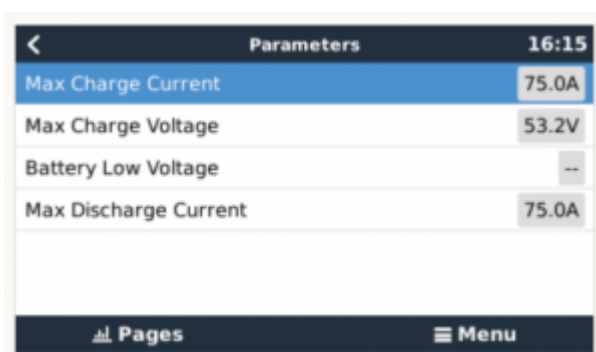 Parameters 16:15
Max Charge Current 75.0A
Max Charge Voltage 53.2V
Battery Low Voltage --
Max Discharge Current 75.0A
Pages Menu